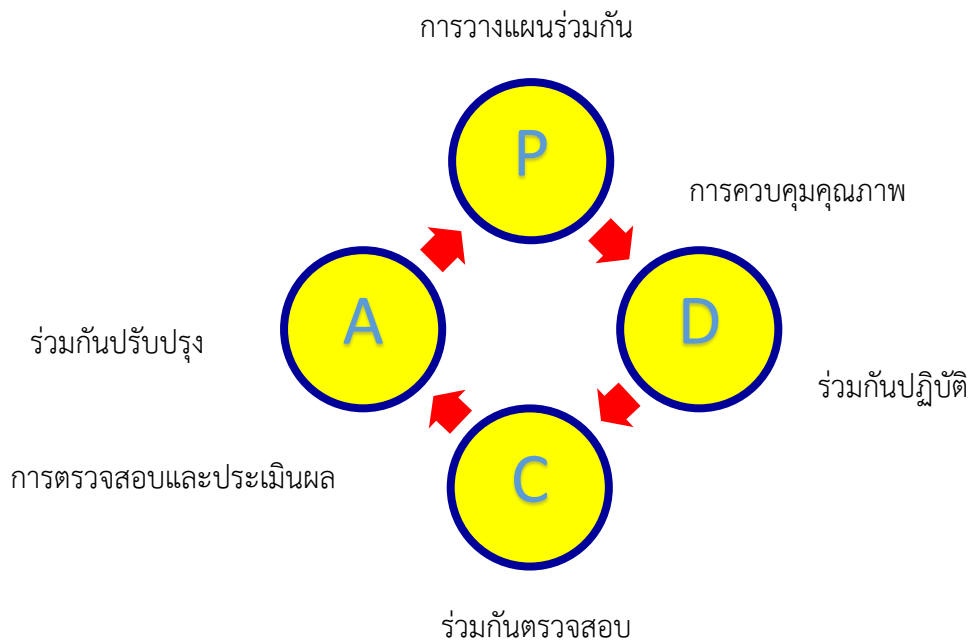 การวางแผนร่วมกัน
P
การควบคุมคุณภาพ
A
D
ร่วมกันปรับปรุง
ร่วมกันปฏิบัติ
การตรวจสอบและประเมินผล
C
ร่วมกันตรวจสอบ